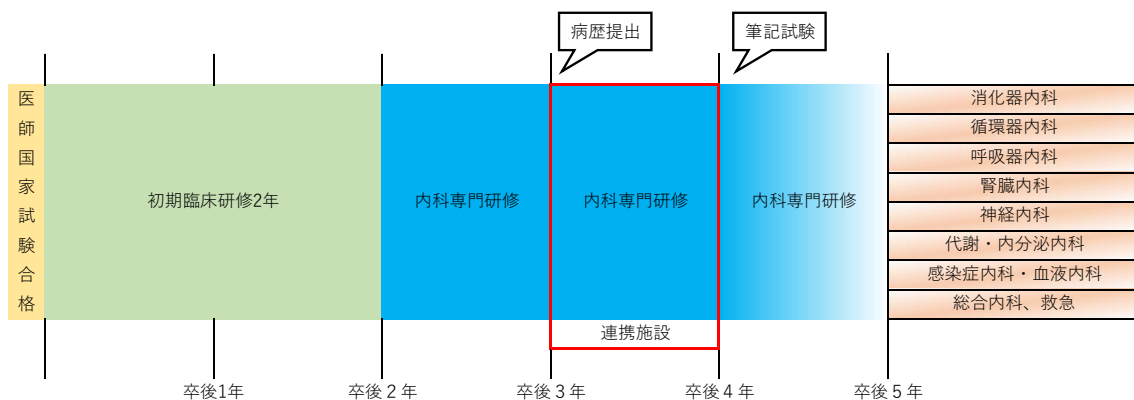 病歴提出
筆記試験
医師国家試験合格
初期臨床研修2年
内科専門研修
内科専門研修
内科専門研修
連携施設
消化器内科
循環器内科
呼吸器内科
腎臓内科
神経内科
代謝・内分泌内科
感染症内科・血液内科
総合内科、救急
卒後1年
卒後２年
卒後３年
卒後４年
卒後５年